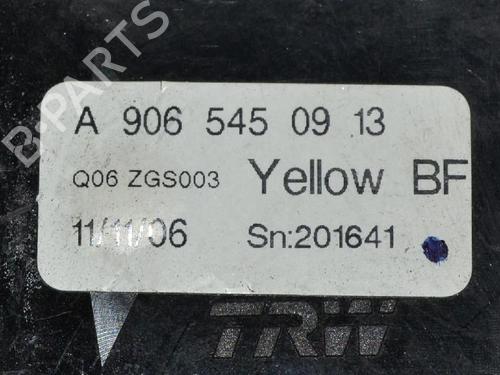 B-PARTS
A 906 545 09 13
Q06 ZGS003 Yellow BF
11/11/06 Sn:201641
TRW